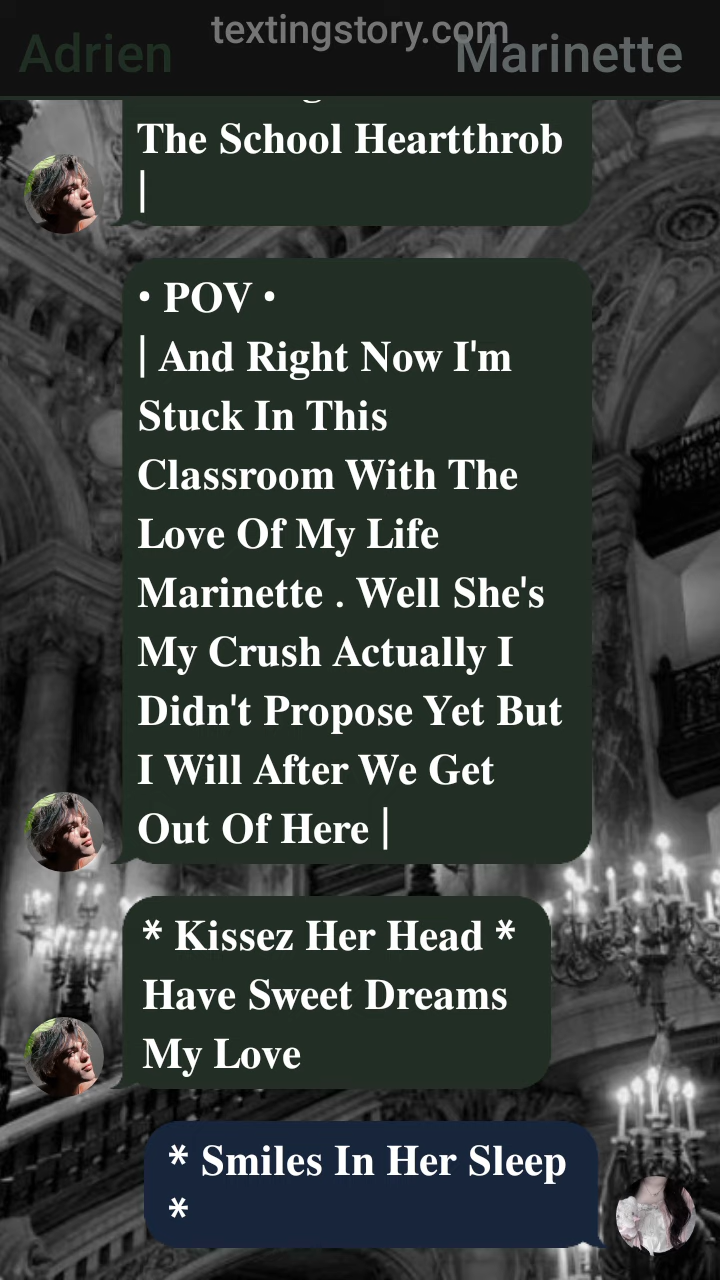 textingstory.com
Adrien
Marinette
The School Heartthrob
|
• POV •
| And Right Now I'm
Stuck In This
Classroom With The
Love Of My Life
Marinette . Well She's
My Crush Actually I
Didn't Propose Yet But
I Will After We Get
Out Of Here |
* Kissez Her Head *
Have Sweet Dreams
My Love
* Smiles In Her Sleep
*